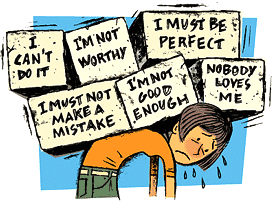 I
CAN'T
DO IT
I'M NOT
WORTHY
I MUST BE
PERFECT
I MUST NOT
MAKE A
MISTAKE
I'M NOT
GOOD
ENOUGH
NOBODY
LOVES
ME